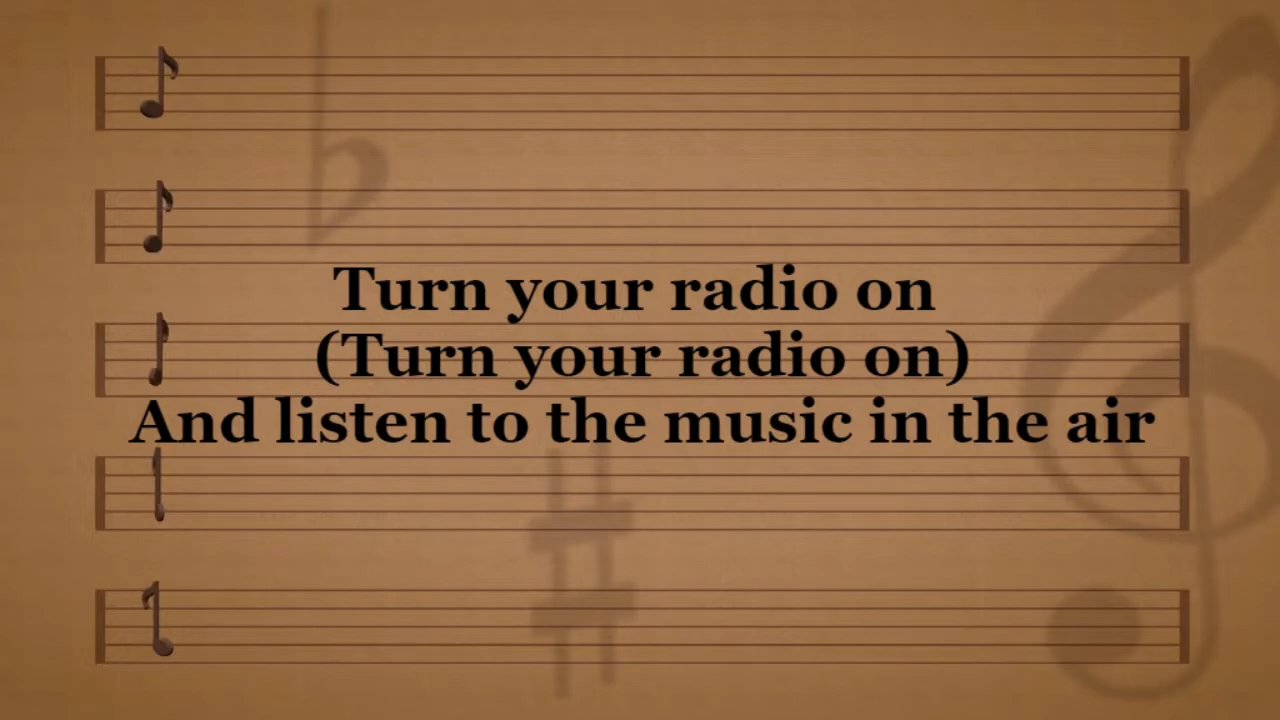 Turn your radio on
(Turn your radio on)
And listen to the music in the air